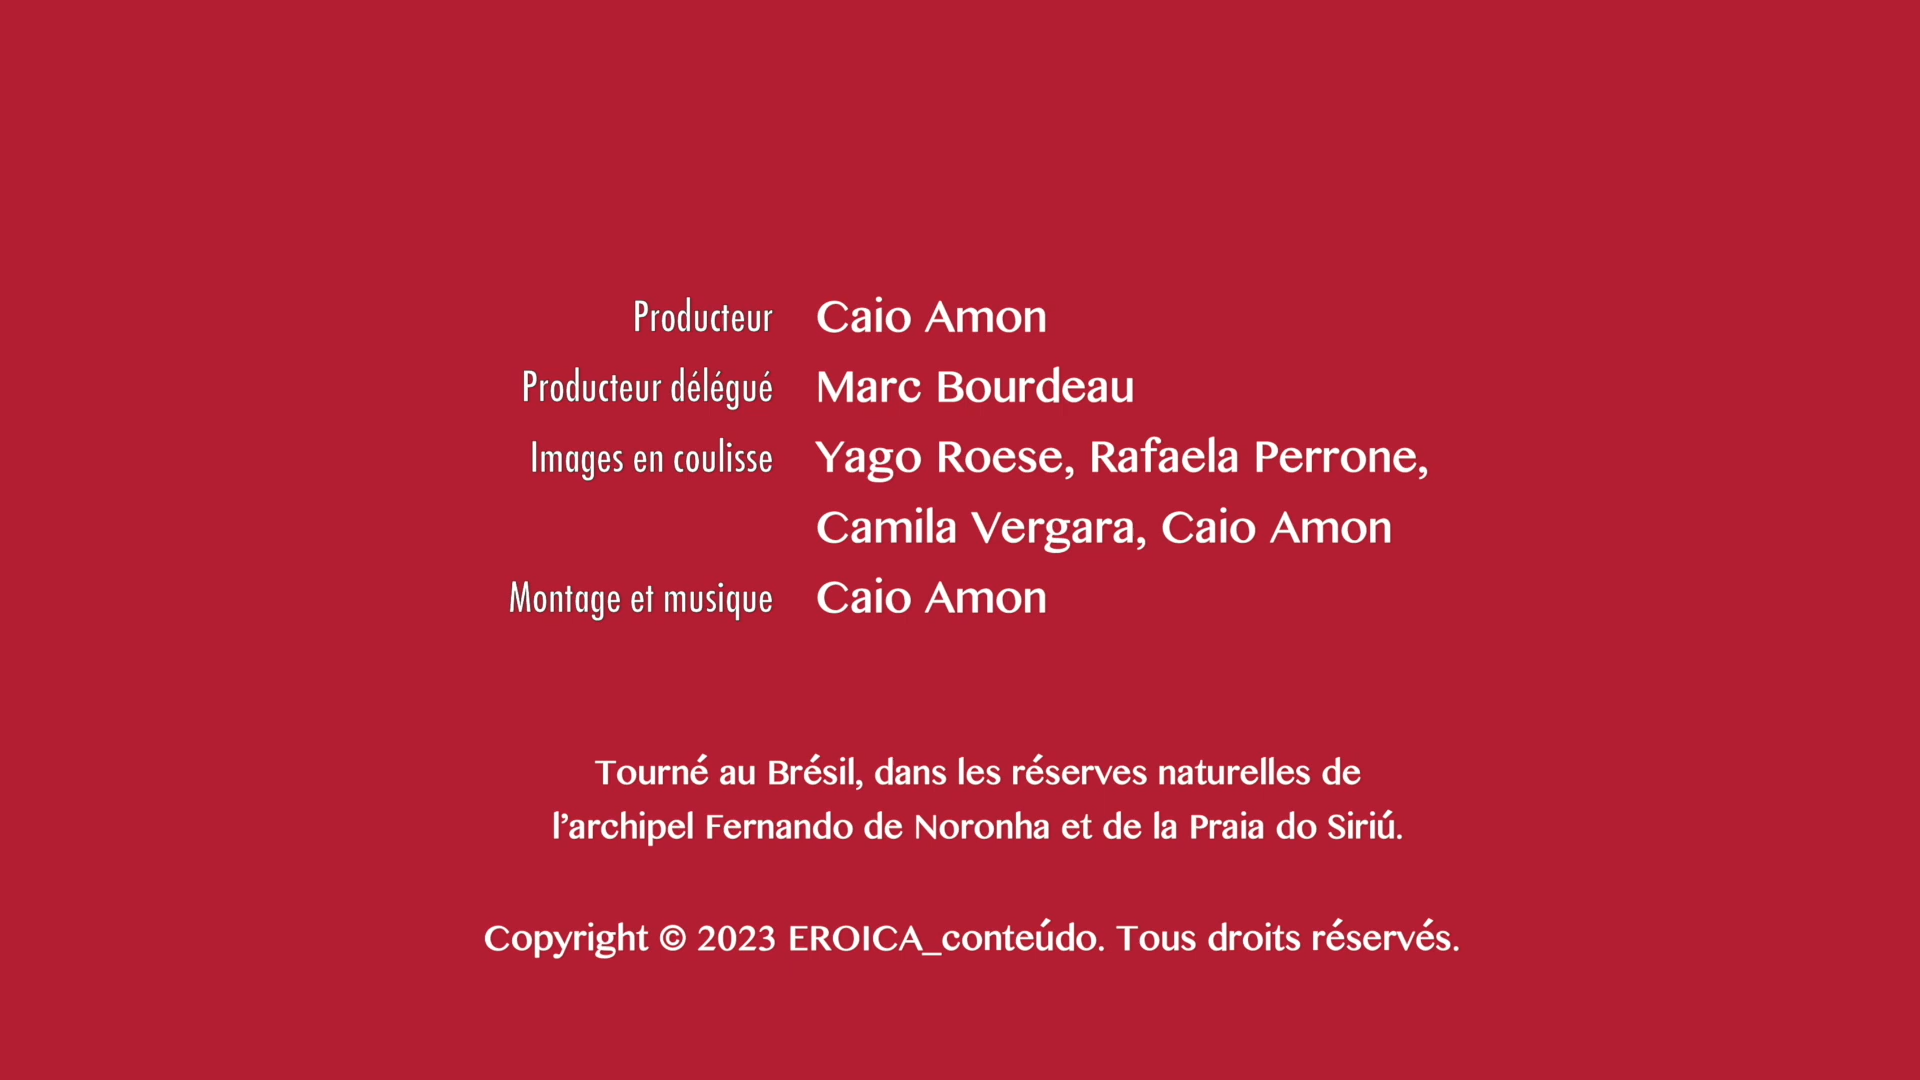 Producteur Caio Amon
Producteur délégué Marc Bourdeau
Images en coulisse Yago Roese, Rafaela Perrone,
Camila Vergara, Caio Amon
Montage et musique Caio Amon
Tourné au Brésil, dans les réserves naturelles de
l’archipel Fernando de Noronha et de la Praia do Siriú.
Copyright © 2023 EROICA_conteúdo. Tous droits réservés.